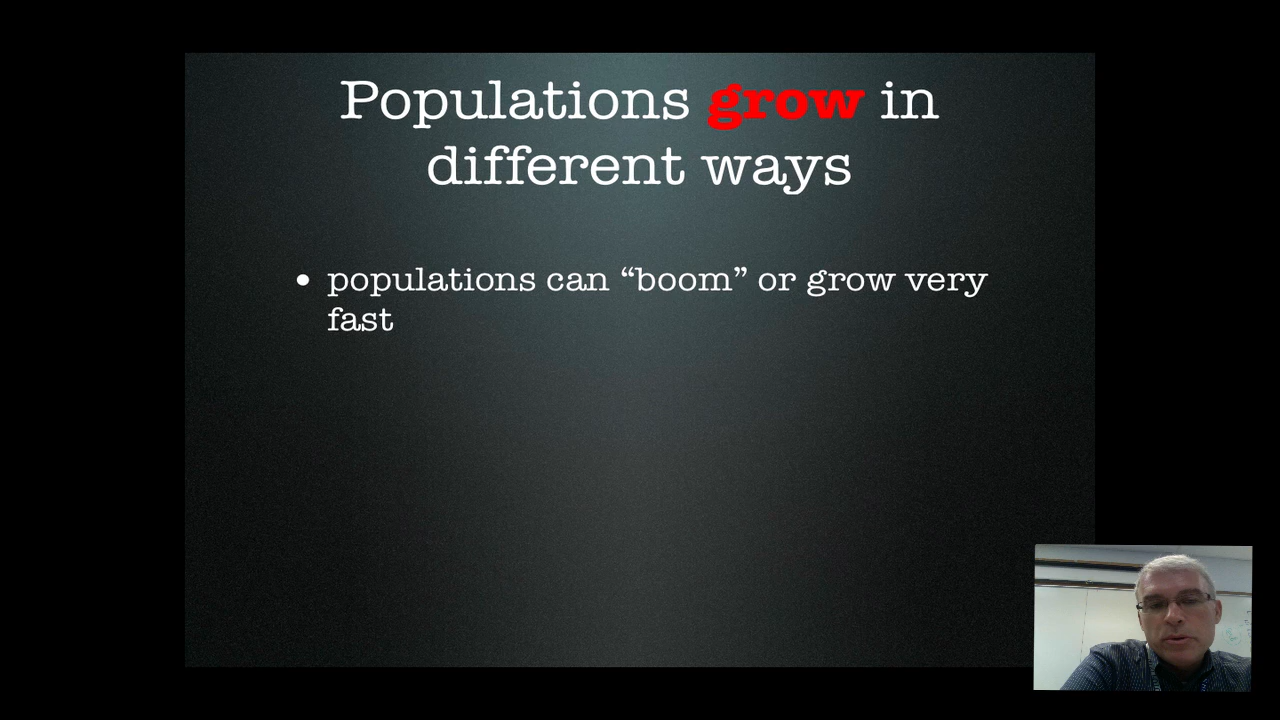 Populations grow in
different ways
• populations can “boom” or grow very
fast